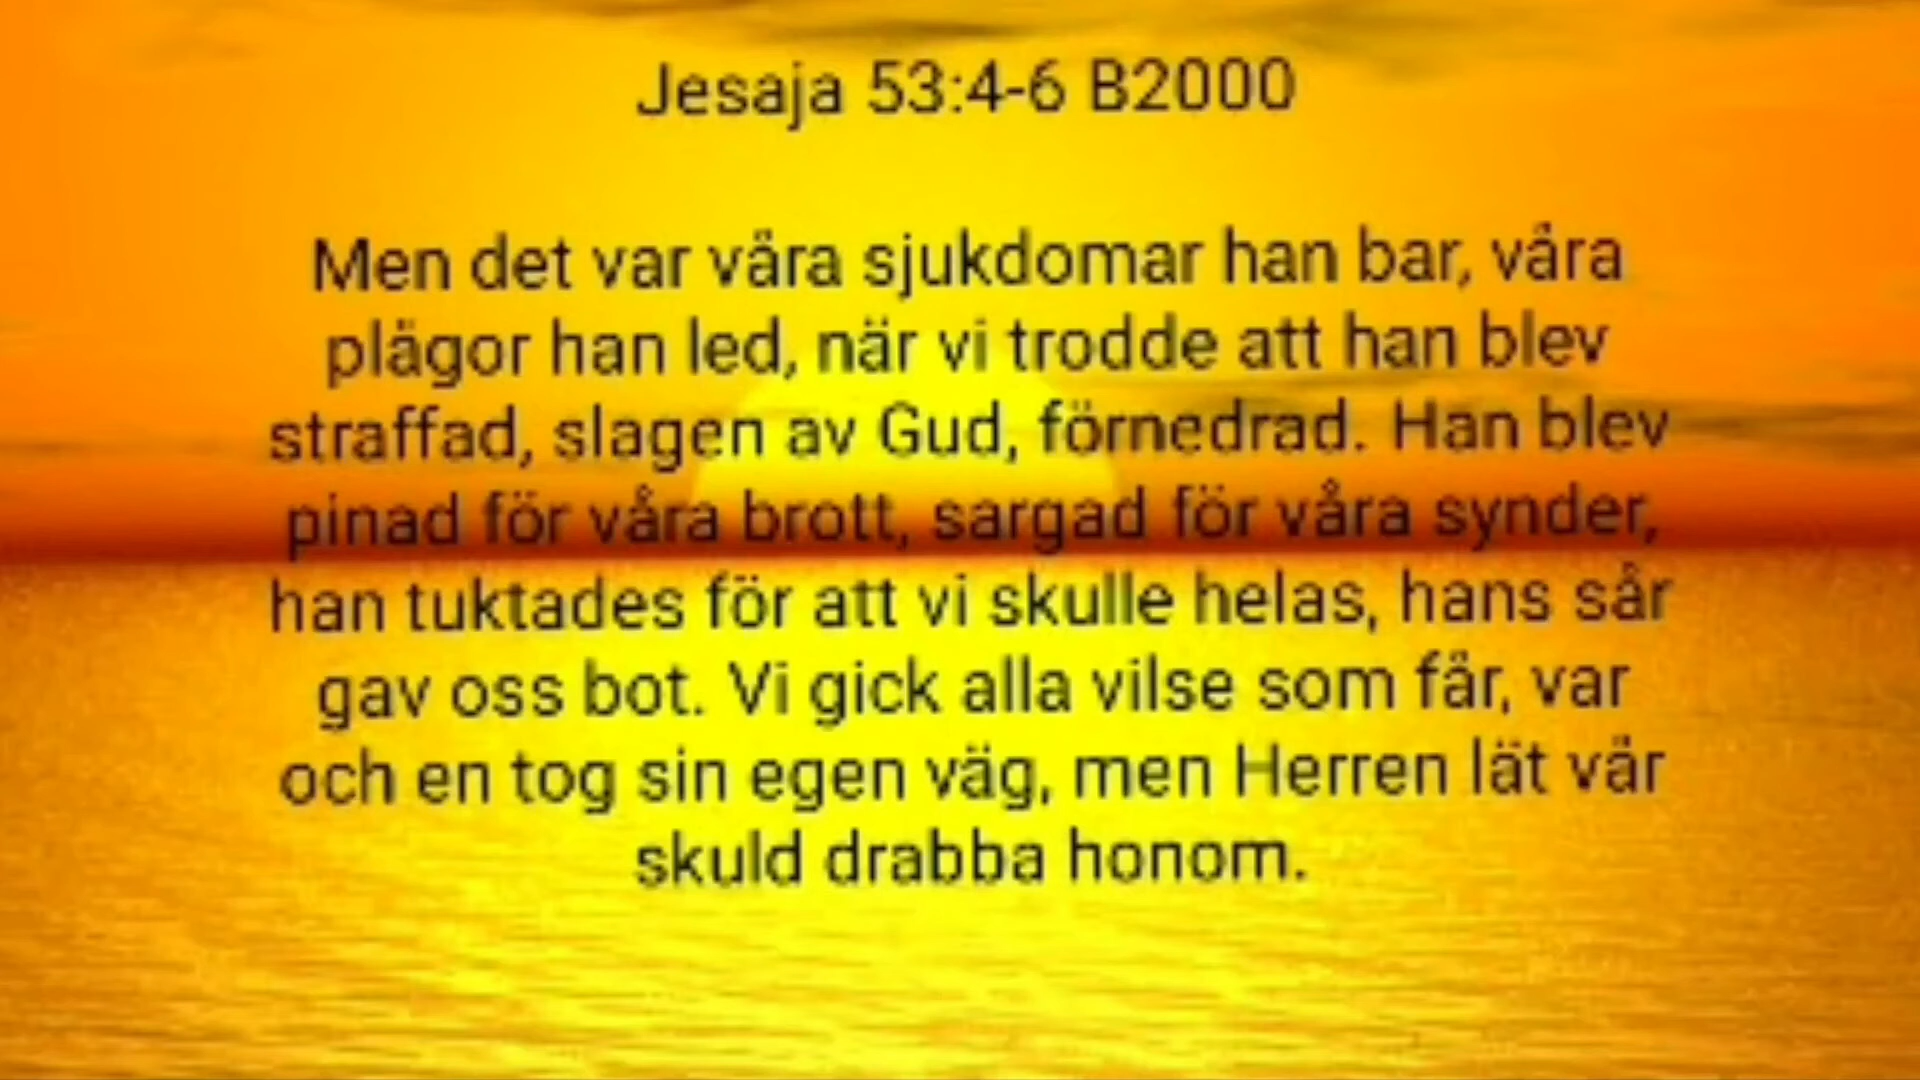 Jesaja 53:4-6 B2000
Men det var våra sjukdomar han bar, våra
plågor han led, när vi trodde att han blev
straffad, slagen av Gud, förnedrad. Han blev
pinad för våra brott, sargad för våra synder,
han tuktades för att vi skulle helas, hans sår
gav oss bot. Vi gick alla vilse som får, var
och en tog sin egen väg, men Herren lät vår
skuld drabba honom.